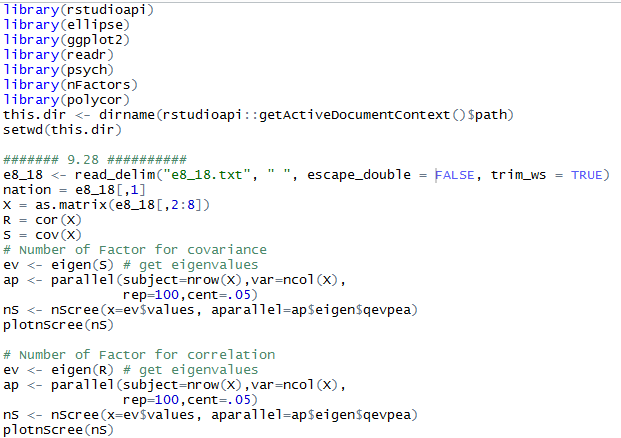 library(rstudioapi)
library(ellipse)
library(ggplot2)
library(readr)
library(psych)
library(nFactors)
library(polycor)
this.dir <- dirname(rstudioapi::getActiveDocumentContext()$path)
setwd(this.dir)

####### 9.28 ##########
e8_18 <- read_delim("e8_18.txt", " ", escape_double = FALSE, trim_ws = TRUE)
nation = e8_18[,1]
X = as.matrix(e8_18[,2:8])
R = cor(X)
S = cov(X)
# Number of Factor for covariance
ev <- eigen(S) # get eigenvalues
ap <- parallel(subject=nrow(X),var=ncol(X),
               rep=100,cent=.05)
nS <- nScree(x=ev$values, aparallel=ap$eigen$qevpea)
plotnScree(nS)

# Number of Factor for correlation
ev <- eigen(R) # get eigenvalues
ap <- parallel(subject=nrow(X),var=ncol(X),
               rep=100,cent=.05)
nS <- nScree(x=ev$values, aparallel=ap$eigen$qevpea)
plotnScree(nS)